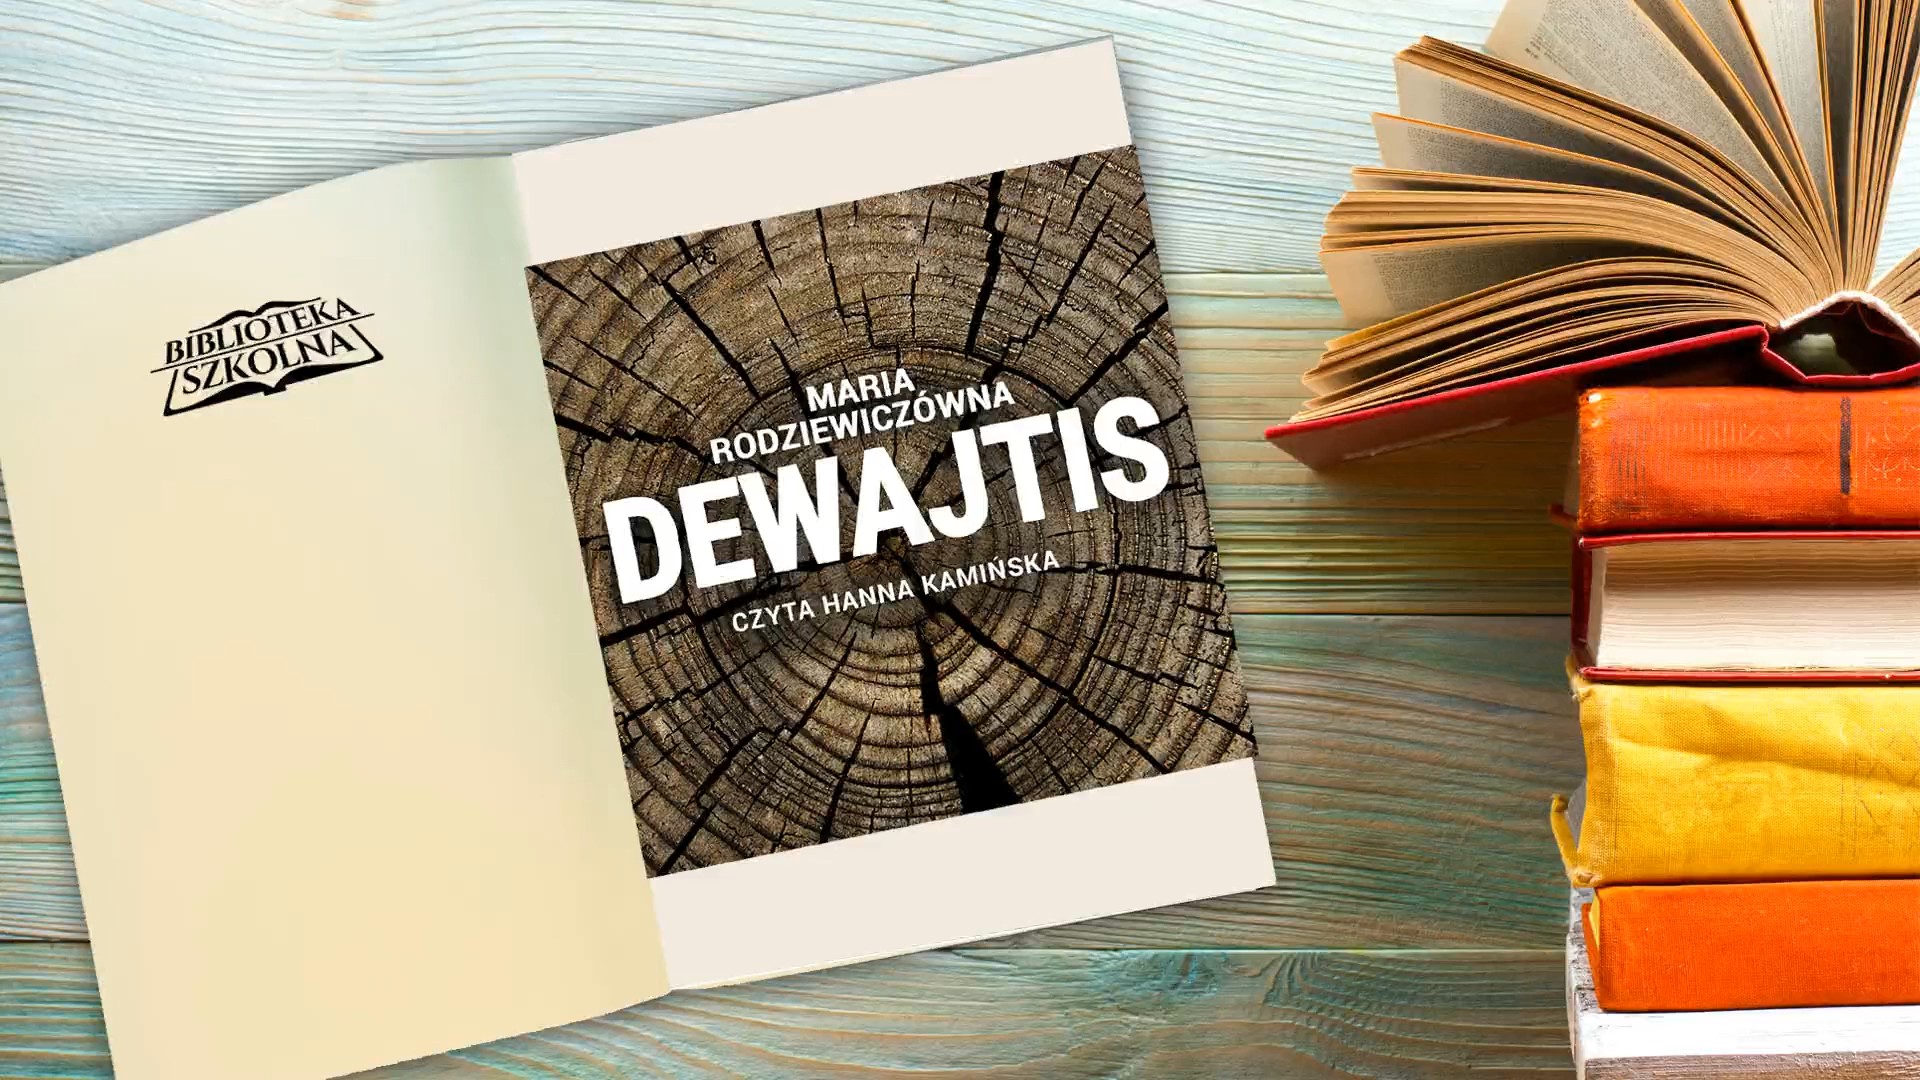 BIBLIOTEKA
SZKOLNA
MARIA
RODZIEWICZÓWNA
DEWAJTIS
CZYTA HANNA KAMIŃSKA